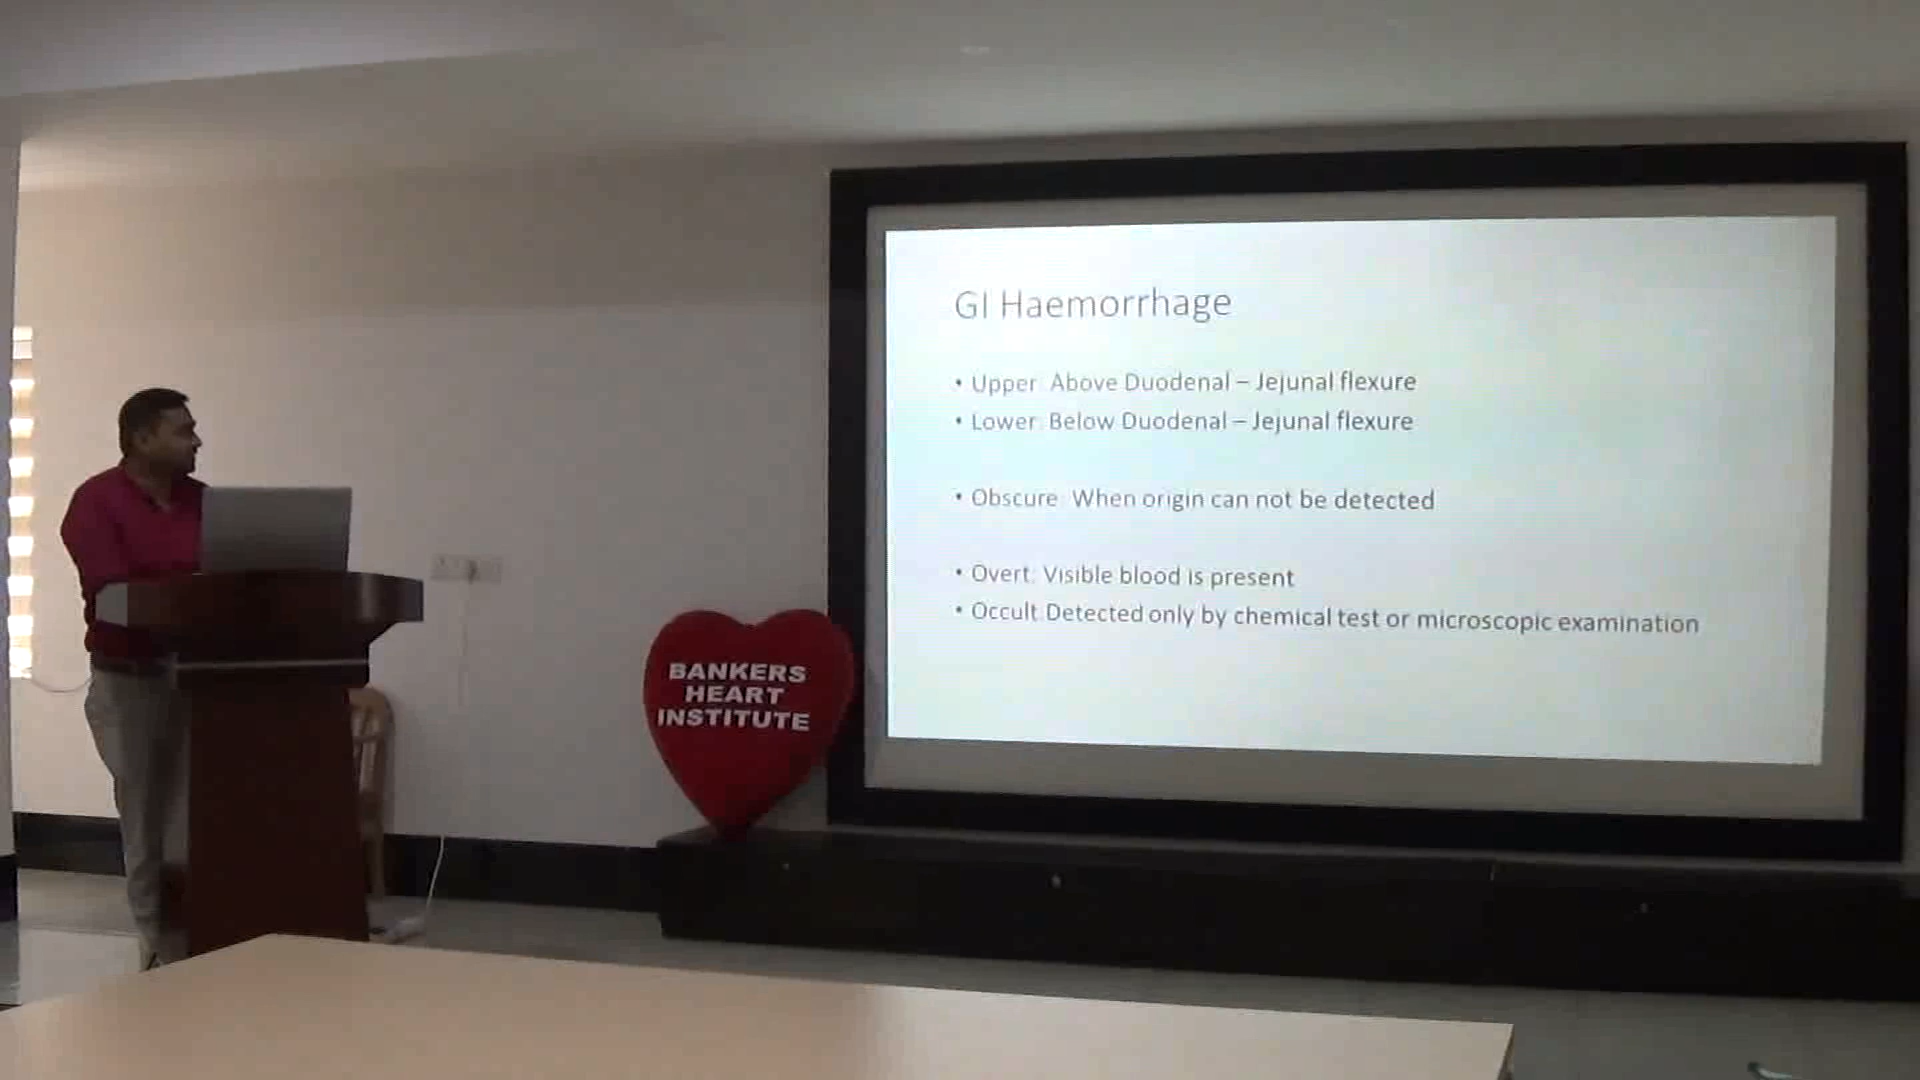 GI Haemorrhage
• Upper: Above Duodenal – Jejunal flexure
• Lower: Below Duodenal – Jejunal flexure
• Obscure: When origin can not be detected
• Overt: Visible blood is present
• Occult: Detected only by chemical test or microscopic examination
BANKERS
HEART
INSTITUTE